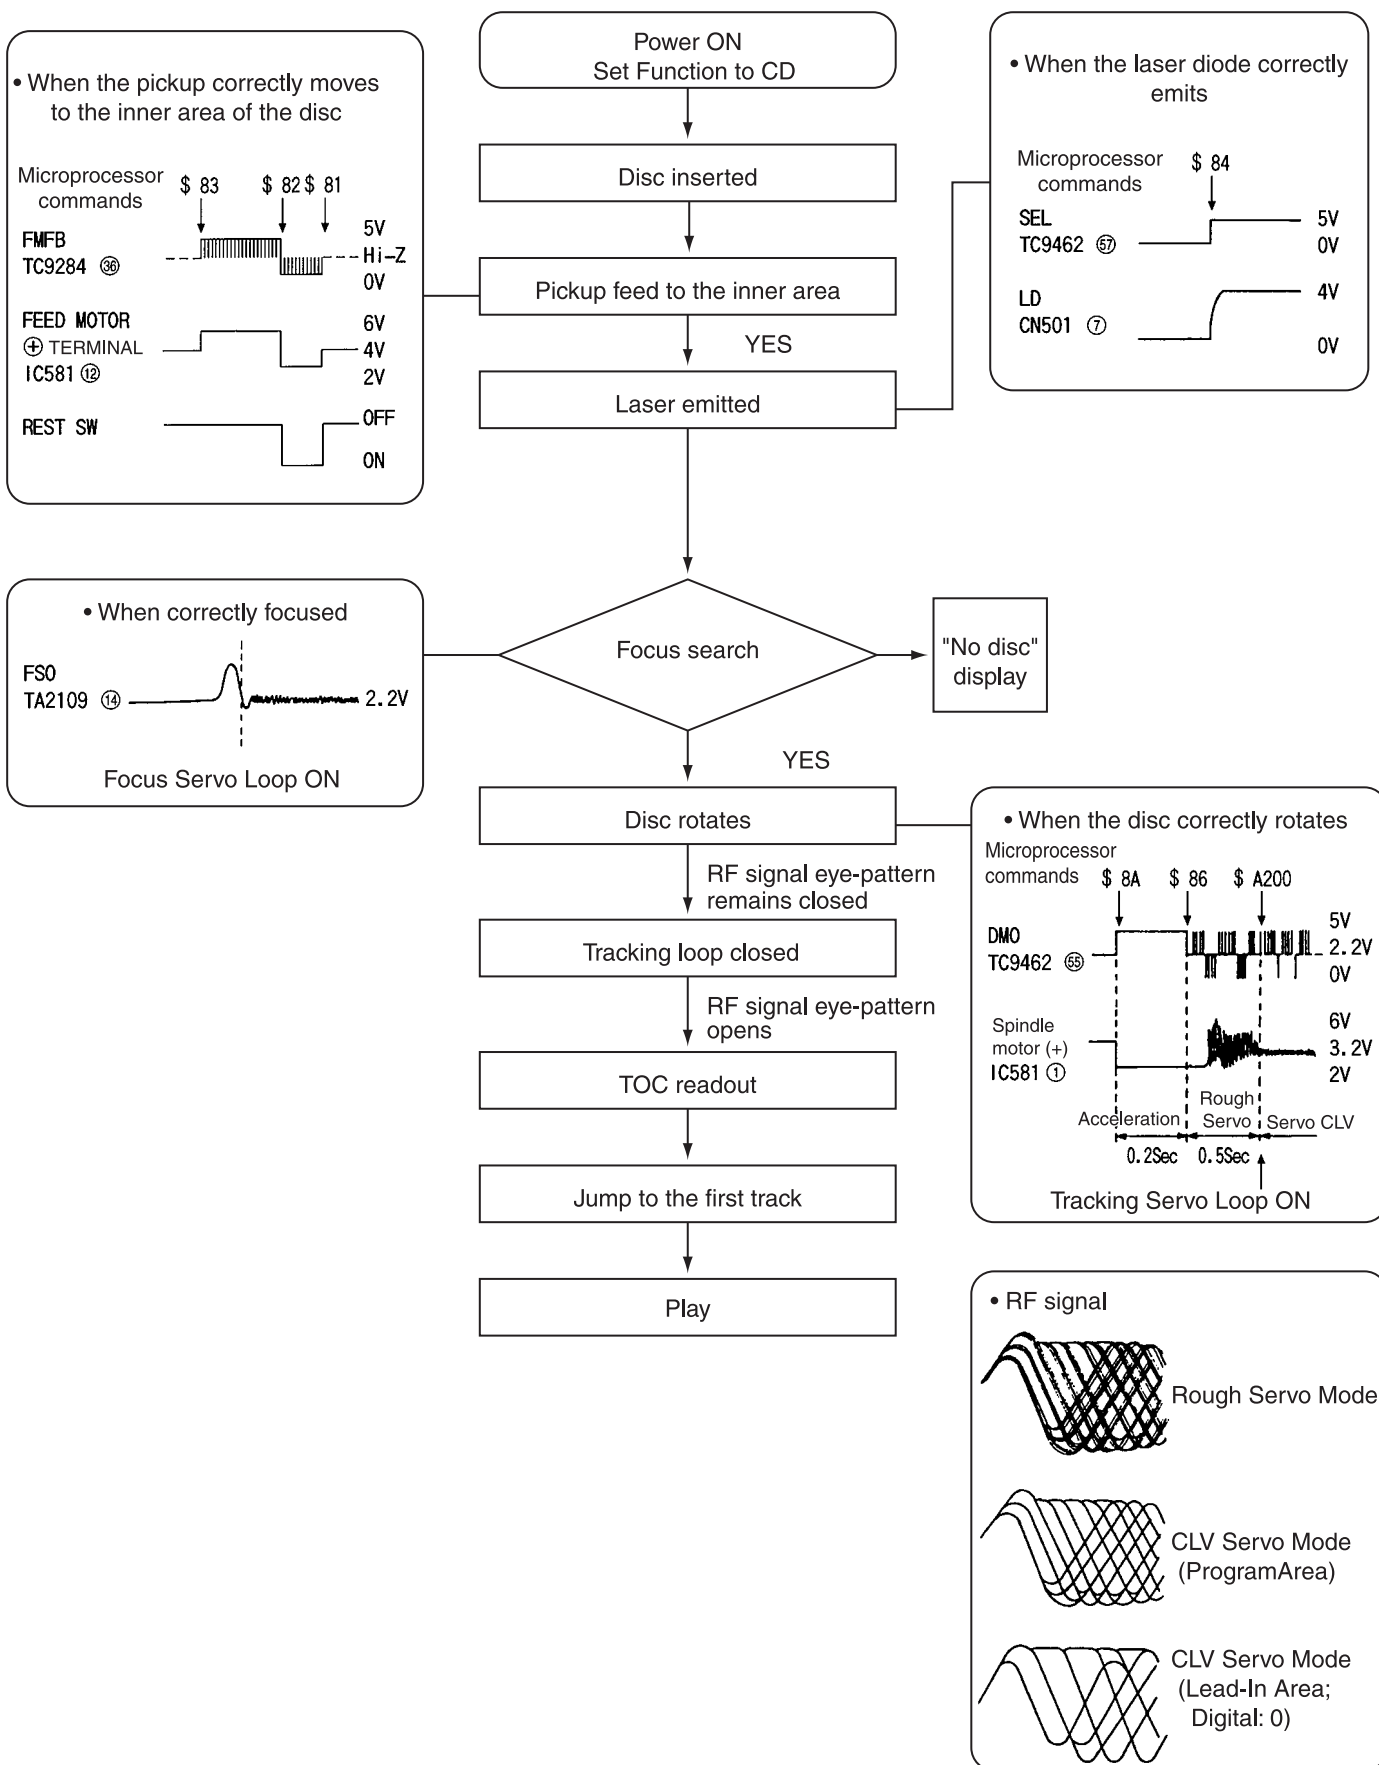 Power ON
Set Function to CD
Disc inserted
Pickup feed to the inner area
YES
Laser emitted
Focus search
"No disc"
display
YES
Disc rotates
RF signal eye-pattern
remains closed
Tracking loop closed
RF signal eye-pattern
opens
TOC readout
Jump to the first track
Play
• When the pickup correctly moves
to the inner area of the disc
Microprocessor
commands
$ 83 $ 82 $ 81
FMFB
TC9284 ㊱
5V
Hi-Z
0V
FEED MOTOR
⊕ TERMINAL
IC581 ⑫
6V
4V
2V
REST SW
OFF
ON
• When the laser diode correctly
emits
Microprocessor
commands
$ 84
SEL
TC9462 57
5V
0V
LD
CN501 ⑦
4V
0V
• When correctly focused
FSO
TA2109 ⑭
2.2V
Focus Servo Loop ON
• When the disc correctly rotates
Microprocessor
commands $ 8A $ 86 $ A200
DMO
TC9462 55
5V
2.2V
0V
Spindle
motor (+)
IC581 ①
6V
3.2V
2V
Acceleration
Rough
Servo
Servo CLV
0.2Sec 0.5Sec
Tracking Servo Loop ON
• RF signal
Rough Servo Mode
CLV Servo Mode
(ProgramArea)
CLV Servo Mode
(Lead-In Area;
Digital: 0)